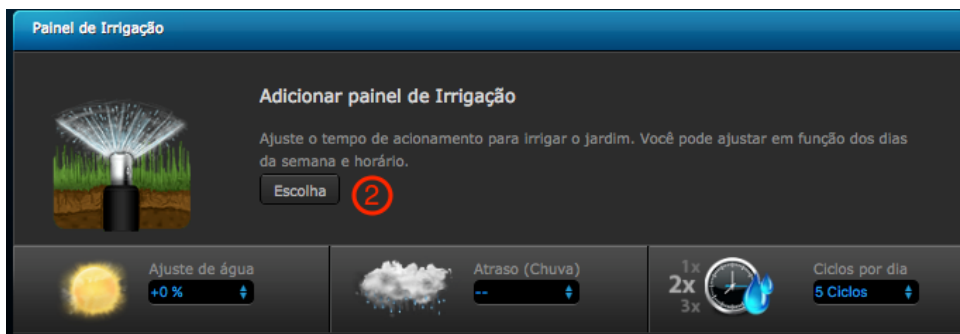 Painel de Irrigação
Adicionar painel de Irrigação
Ajuste o tempo de acionamento para irrigar o jardim. Você pode ajustar em função dos dias
da semana e horário.
Escolha
2
Ajuste de água
+0 %
Atraso (Chuva)
--
1x
2x
3x
Ciclos por dia
5 Ciclos